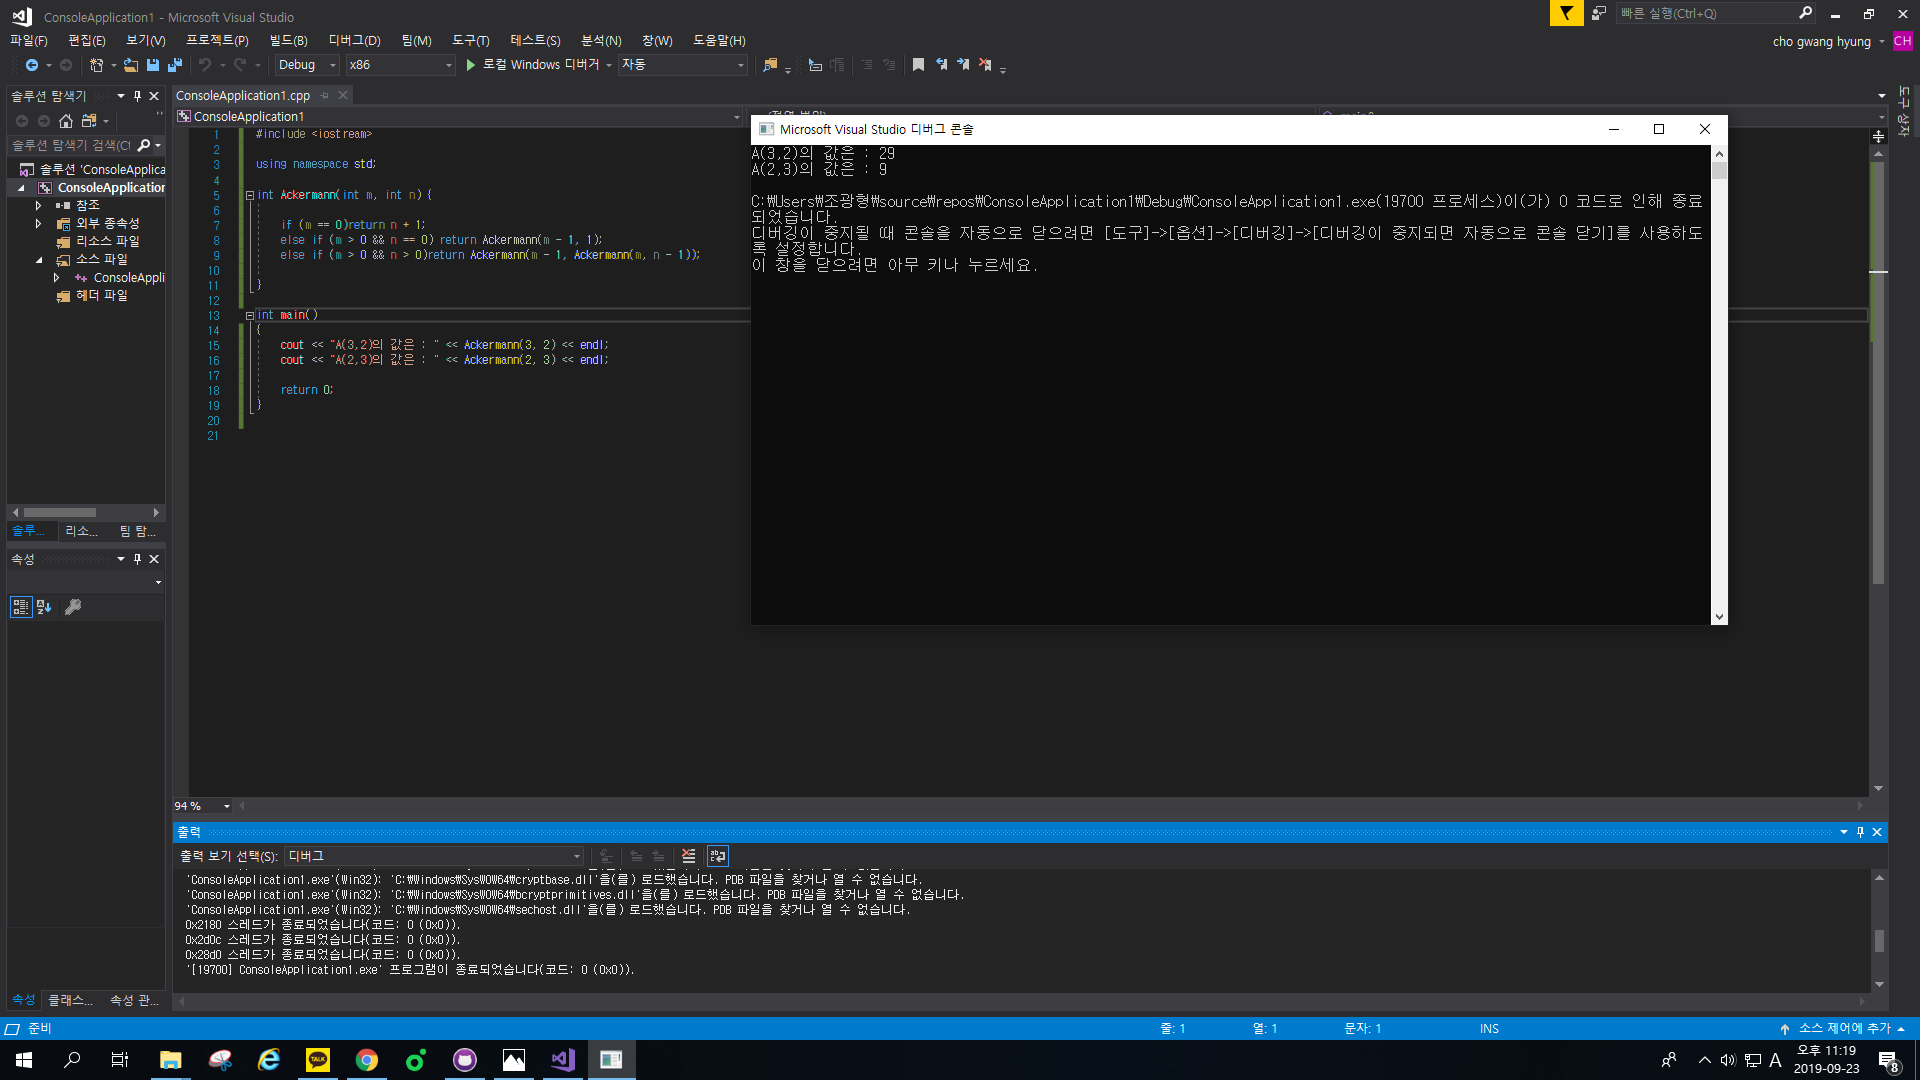 ConsoleApplication1 - Microsoft Visual Studio
빠른 실행(Ctrl+Q)
파일(F) 편집(E) 보기(V) 프로젝트(P) 빌드(B) 디버그(D) 팀(M) 도구(T) 테스트(S) 분석(N) 창(W) 도움말(H)
cho gwang hyung CH
Debug x86 로컬 Windows 디버거 자동
솔루션 탐색기
ConsoleApplication1.cpp
도구 상자
ConsoleApplication1
솔루션 탐색기 검색(Ct
솔루션 'ConsoleApplica
ConsoleApplication
참조
외부 종속성
리소스 파일
소스 파일
ConsoleAppli
헤더 파일
솔루... 리소... 팀 탐...
속성
속성 클래스... 속성 관...
1 #include <iostream>
2
3 using namespace std;
4
5 int Ackermann(int m, int n) {
6
7 if (m == 0)return n + 1;
8 else if (m > 0 && n == 0) return Ackermann(m - 1, 1);
9 else if (m > 0 && n > 0)return Ackermann(m - 1, Ackermann(m, n - 1));
10
11 }
12
13 int main()
14 {
15 cout << "A(3,2)의 값은 : " << Ackermann(3, 2) << endl;
16 cout << "A(2,3)의 값은 : " << Ackermann(2, 3) << endl;
17
18 return 0;
19 }
20
21
Microsoft Visual Studio 디버그 콘솔
A(3,2)의 값은 : 29
A(2,3)의 값은 : 9
C:₩Users₩조광형₩source₩repos₩ConsoleApplication1₩Debug₩ConsoleApplication1.exe(19700 프로세스)이(가) 0 코드로 인해 종료
되었습니다.
디버깅이 중지될 때 콘솔을 자동으로 닫으려면 [도구]->[옵션]->[디버깅]->[디버깅이 중지되면 자동으로 콘솔 닫기]를 사용하도
록 설정합니다.
이 창을 닫으려면 아무 키나 누르세요.
94 %
출력
출력 보기 선택(S): 디버그
'ConsoleApplication1.exe'(Win32): 'C:₩Windows₩SysWOW64₩cryptbase.dll'을(를) 로드했습니다. PDB 파일을 찾거나 열 수 없습니다.
'ConsoleApplication1.exe'(Win32): 'C:₩Windows₩SysWOW64₩bcryptprimitives.dll'을(를) 로드했습니다. PDB 파일을 찾거나 열 수 없습니다.
'ConsoleApplication1.exe'(Win32): 'C:₩Windows₩SysWOW64₩sechost.dll'을(를) 로드했습니다. PDB 파일을 찾거나 열 수 없습니다.
0x2180 스레드가 종료되었습니다(코드: 0 (0x0)).
0x2d0c 스레드가 종료되었습니다(코드: 0 (0x0)).
0x28d0 스레드가 종료되었습니다(코드: 0 (0x0)).
'[19700] ConsoleApplication1.exe' 프로그램이 종료되었습니다(코드: 0 (0x0)).
준비 줄: 1 열: 1 문자: 1 INS 소스 제어에 추가
TALK
A 오후 11:19
2019-09-23
8